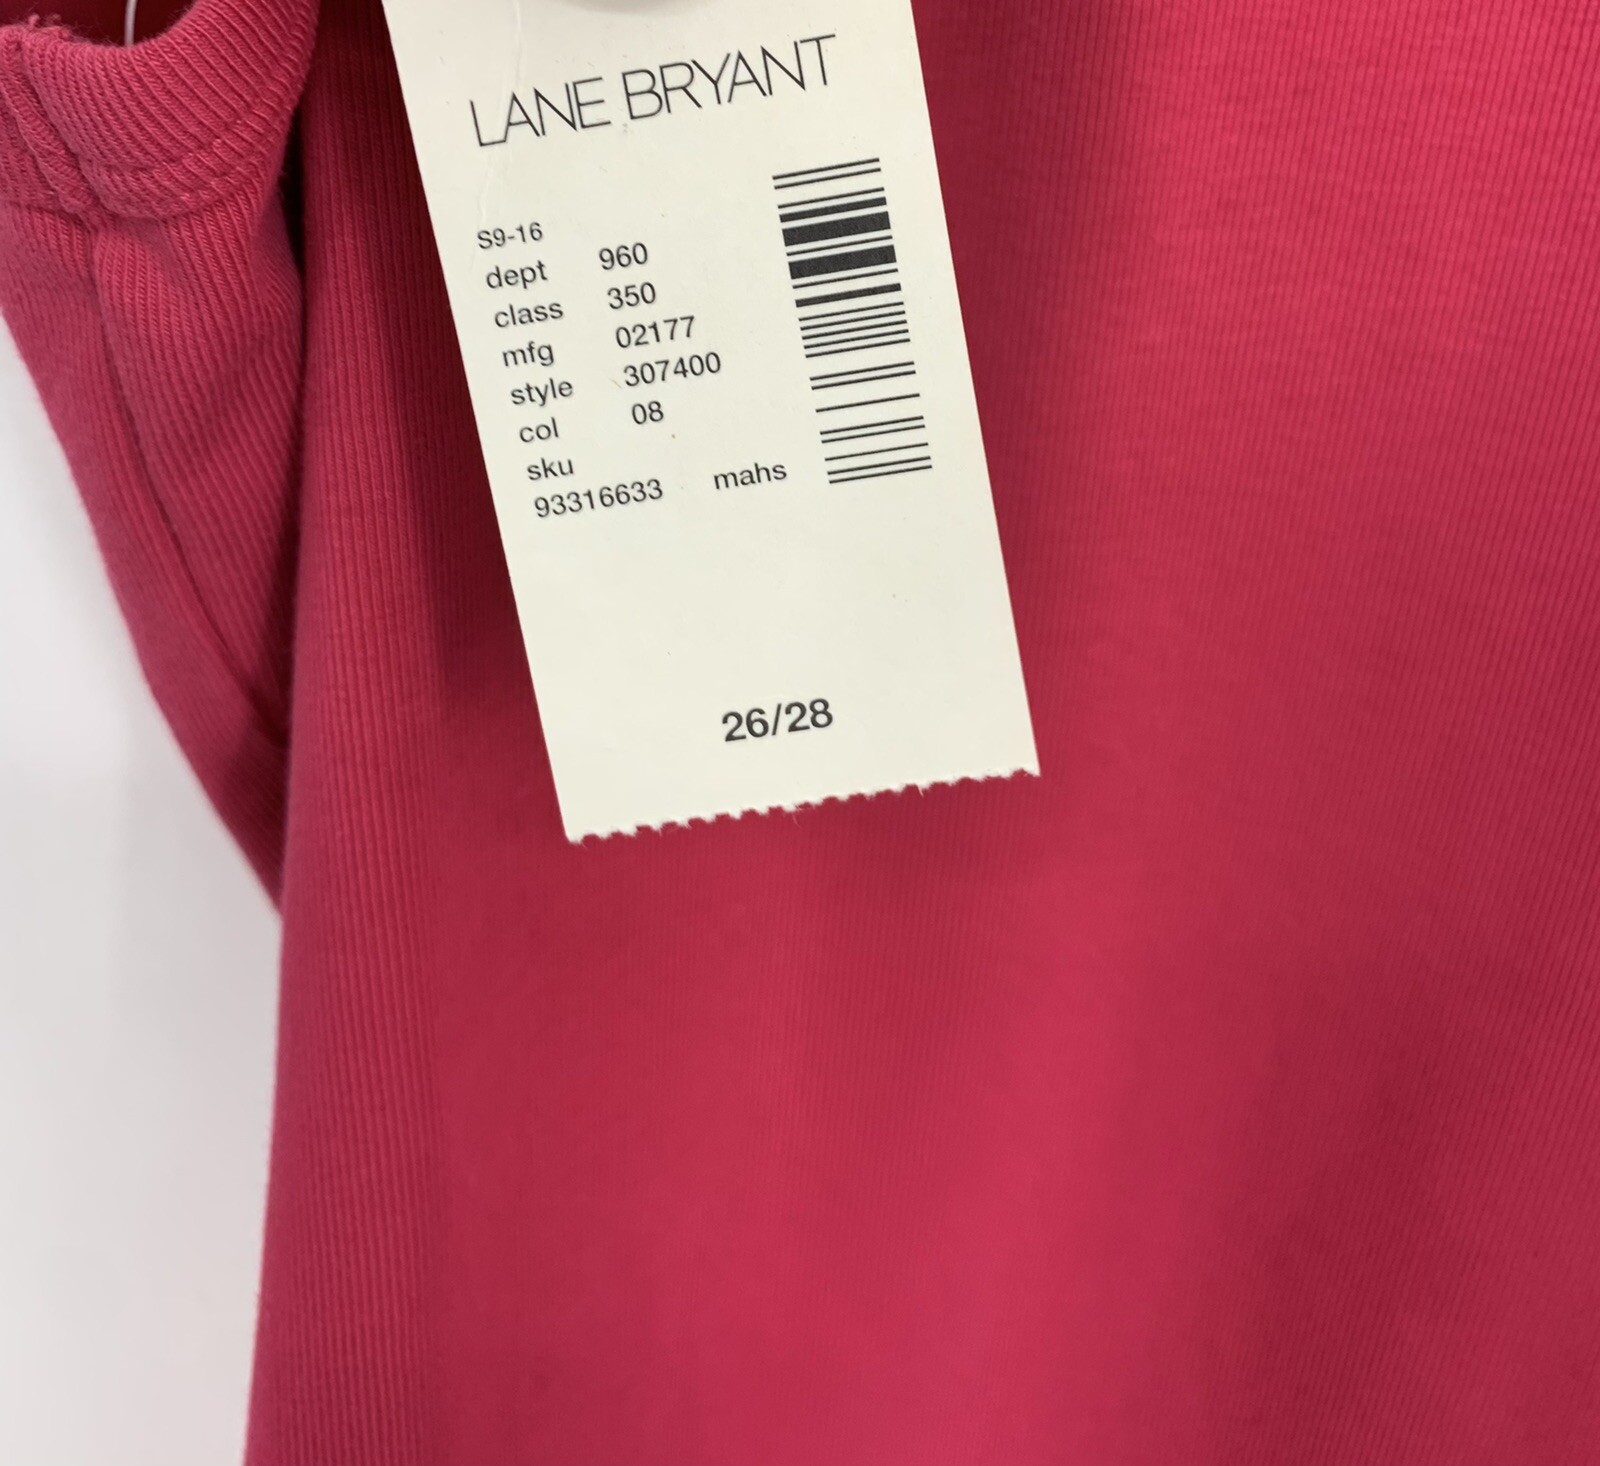 LANE BRYANT
S9-16
dept 960
class 350
mfg 02177
style 307400
col 08
sku
93316633 mahs
26/28